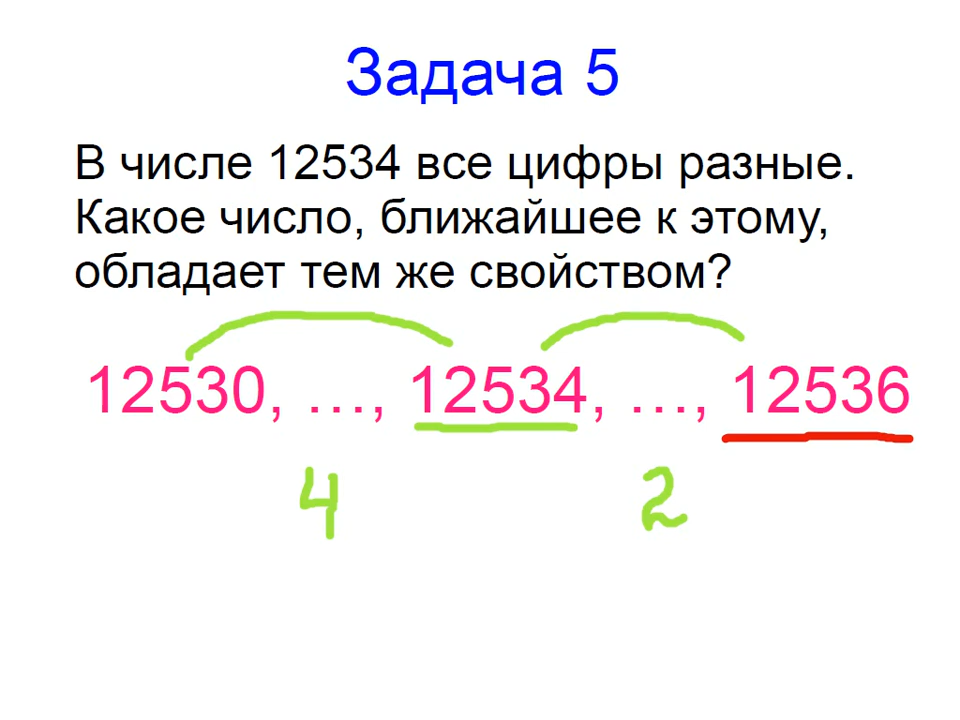 Задача 5
В числе 12534 все цифры разные.
Какое число, ближайшее к этому,
обладает тем же свойством?
12530, …, 12534, …, 12536
4 2